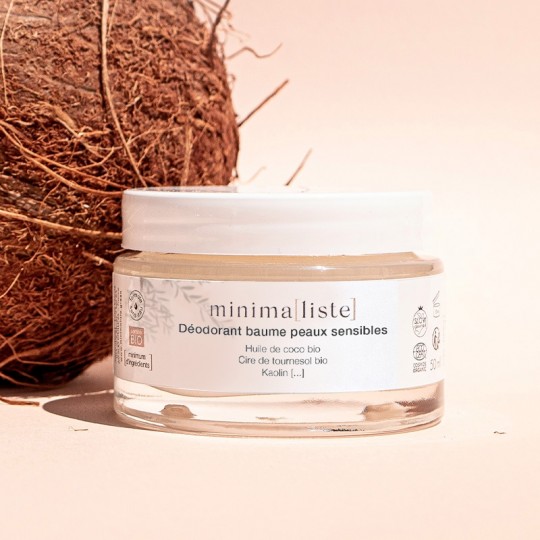 minima[liste]
Déodorant baume peaux sensibles
Huile de coco bio
Cire de tournesol bio
Kaolin [...]
BIO
[minimum
d'ingrédients]
50 ml